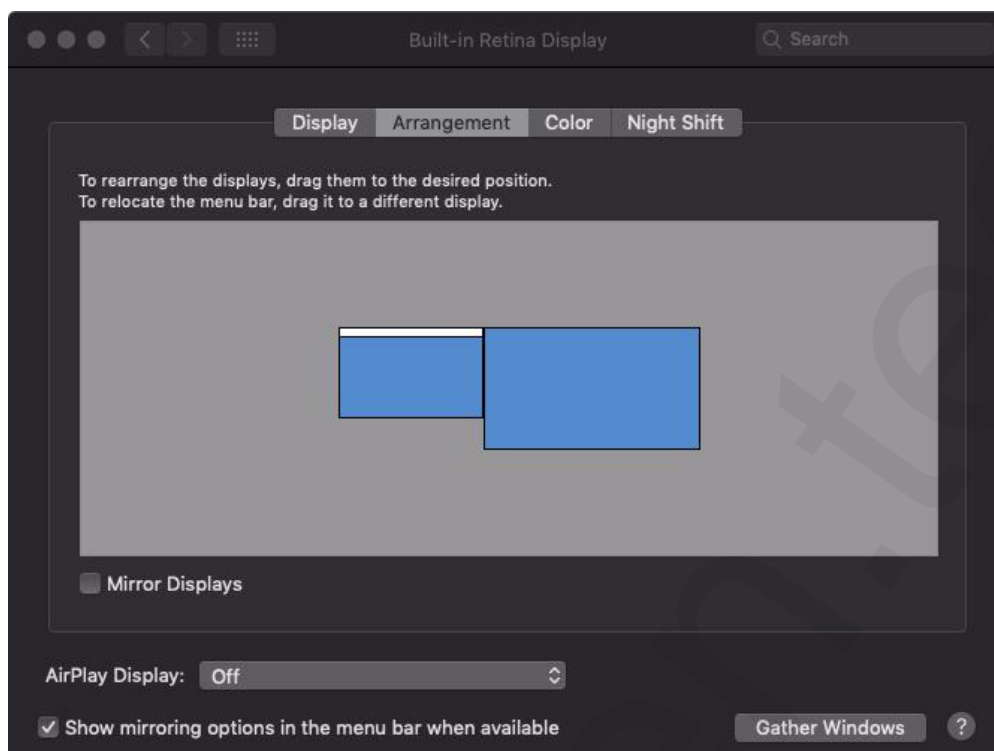 Built-in Retina Display
Search
Display Arrangement Color Night Shift
To rearrange the displays, drag them to the desired position.
To relocate the menu bar, drag it to a different display.
Mirror Displays
AirPlay Display: Off
Show mirroring options in the menu bar when available
Gather Windows ?